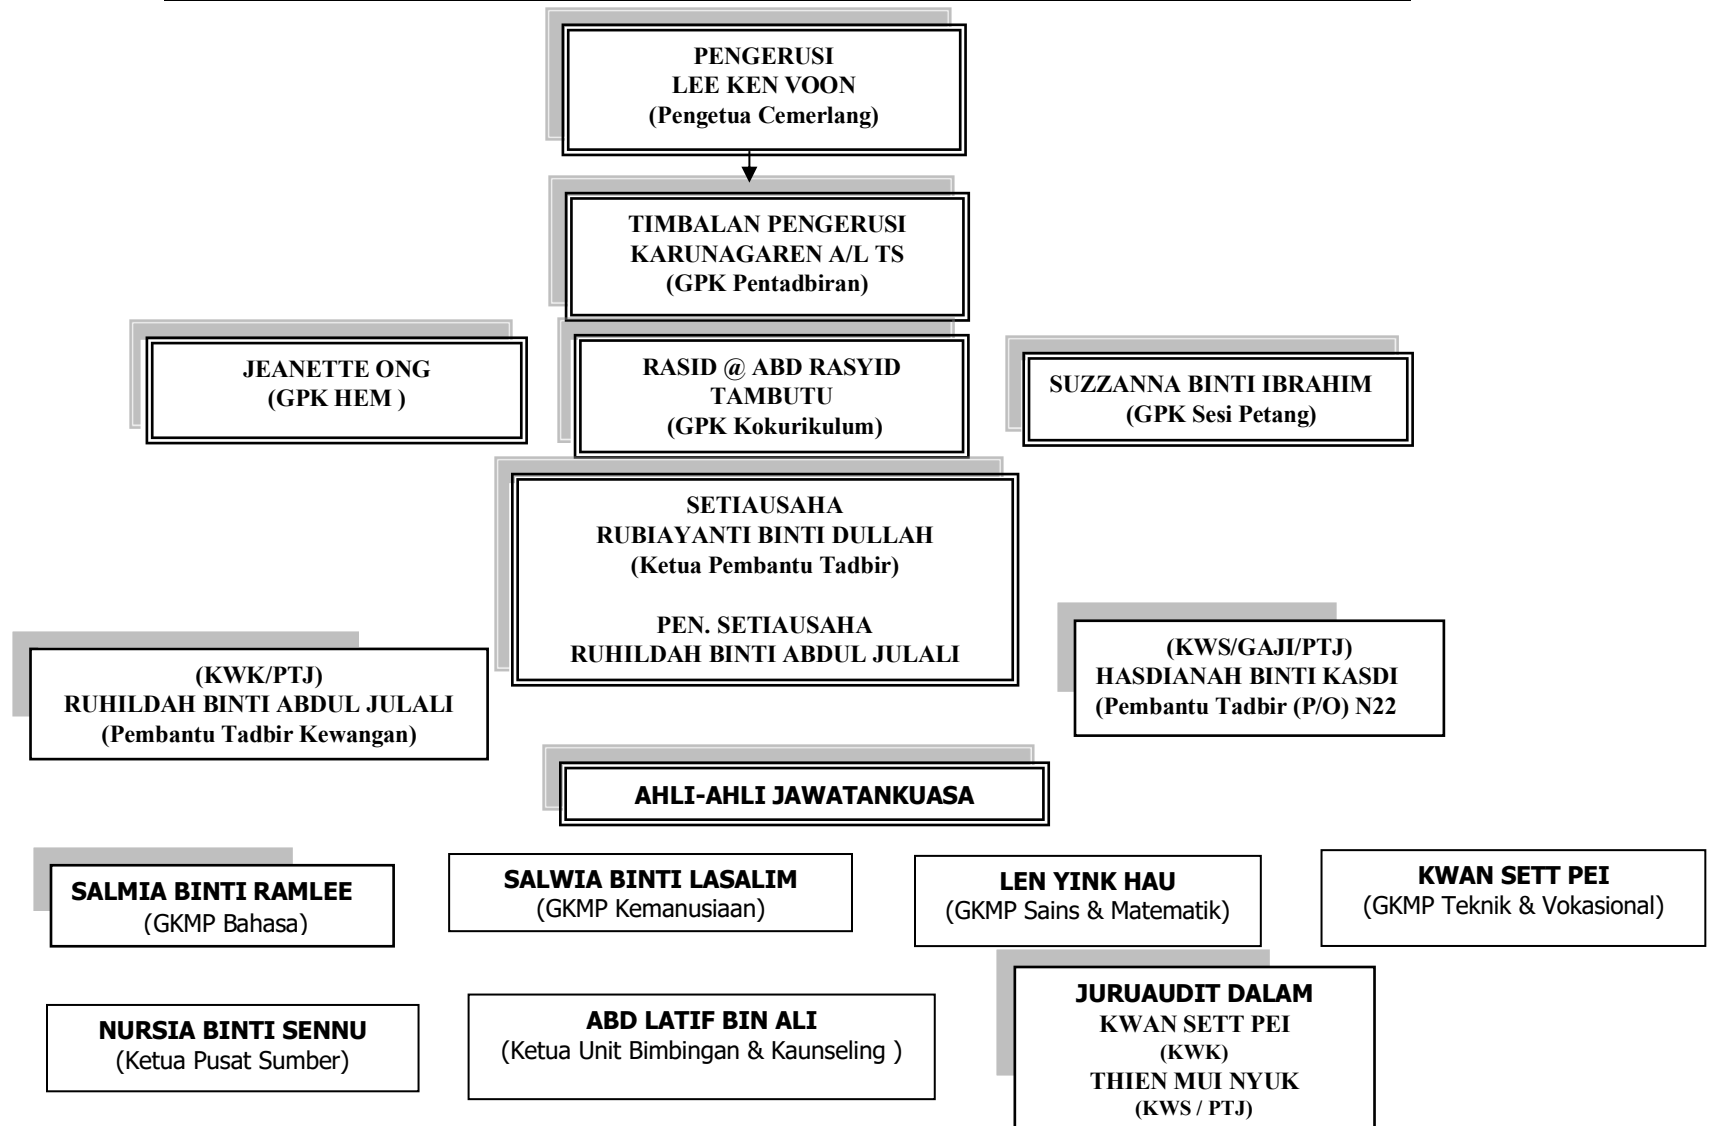 PENGERUSI
LEE KEN VOON
(Pengetua Cemerlang)
TIMBALAN PENGERUSI
KARUNAGAREN A/L TS
(GPK Pentadbiran)
JEANETTE ONG
(GPK HEM )
RASID @ ABD RASYID
TAMBUTU
(GPK Kokurikulum)
SUZZANNA BINTI IBRAHIM
(GPK Sesi Petang)
SETIAUSAHA
RUBIAYANTI BINTI DULLAH
(Ketua Pembantu Tadbir)
PEN. SETIAUSAHA
RUHILDAH BINTI ABDUL JULALI
(KWK/PTJ)
RUHILDAH BINTI ABDUL JULALI
(Pembantu Tadbir Kewangan)
(KWS/GAJI/PTJ)
HASDIANAH BINTI KASDI
(Pembantu Tadbir (P/O) N22
AHLI-AHLI JAWATANKUASA
SALMIA BINTI RAMLEE
(GKMP Bahasa)
SALWIA BINTI LASALIM
(GKMP Kemanusiaan)
LEN YINK HAU
(GKMP Sains & Matematik)
KWAN SETT PEI
(GKMP Teknik & Vokasional)
NURSIA BINTI SENNU
(Ketua Pusat Sumber)
ABD LATIF BIN ALI
(Ketua Unit Bimbingan & Kaunseling )
JURUAUDIT DALAM
KWAN SETT PEI
(KWK)
THIEN MUI NYUK
(KWS / PTJ)